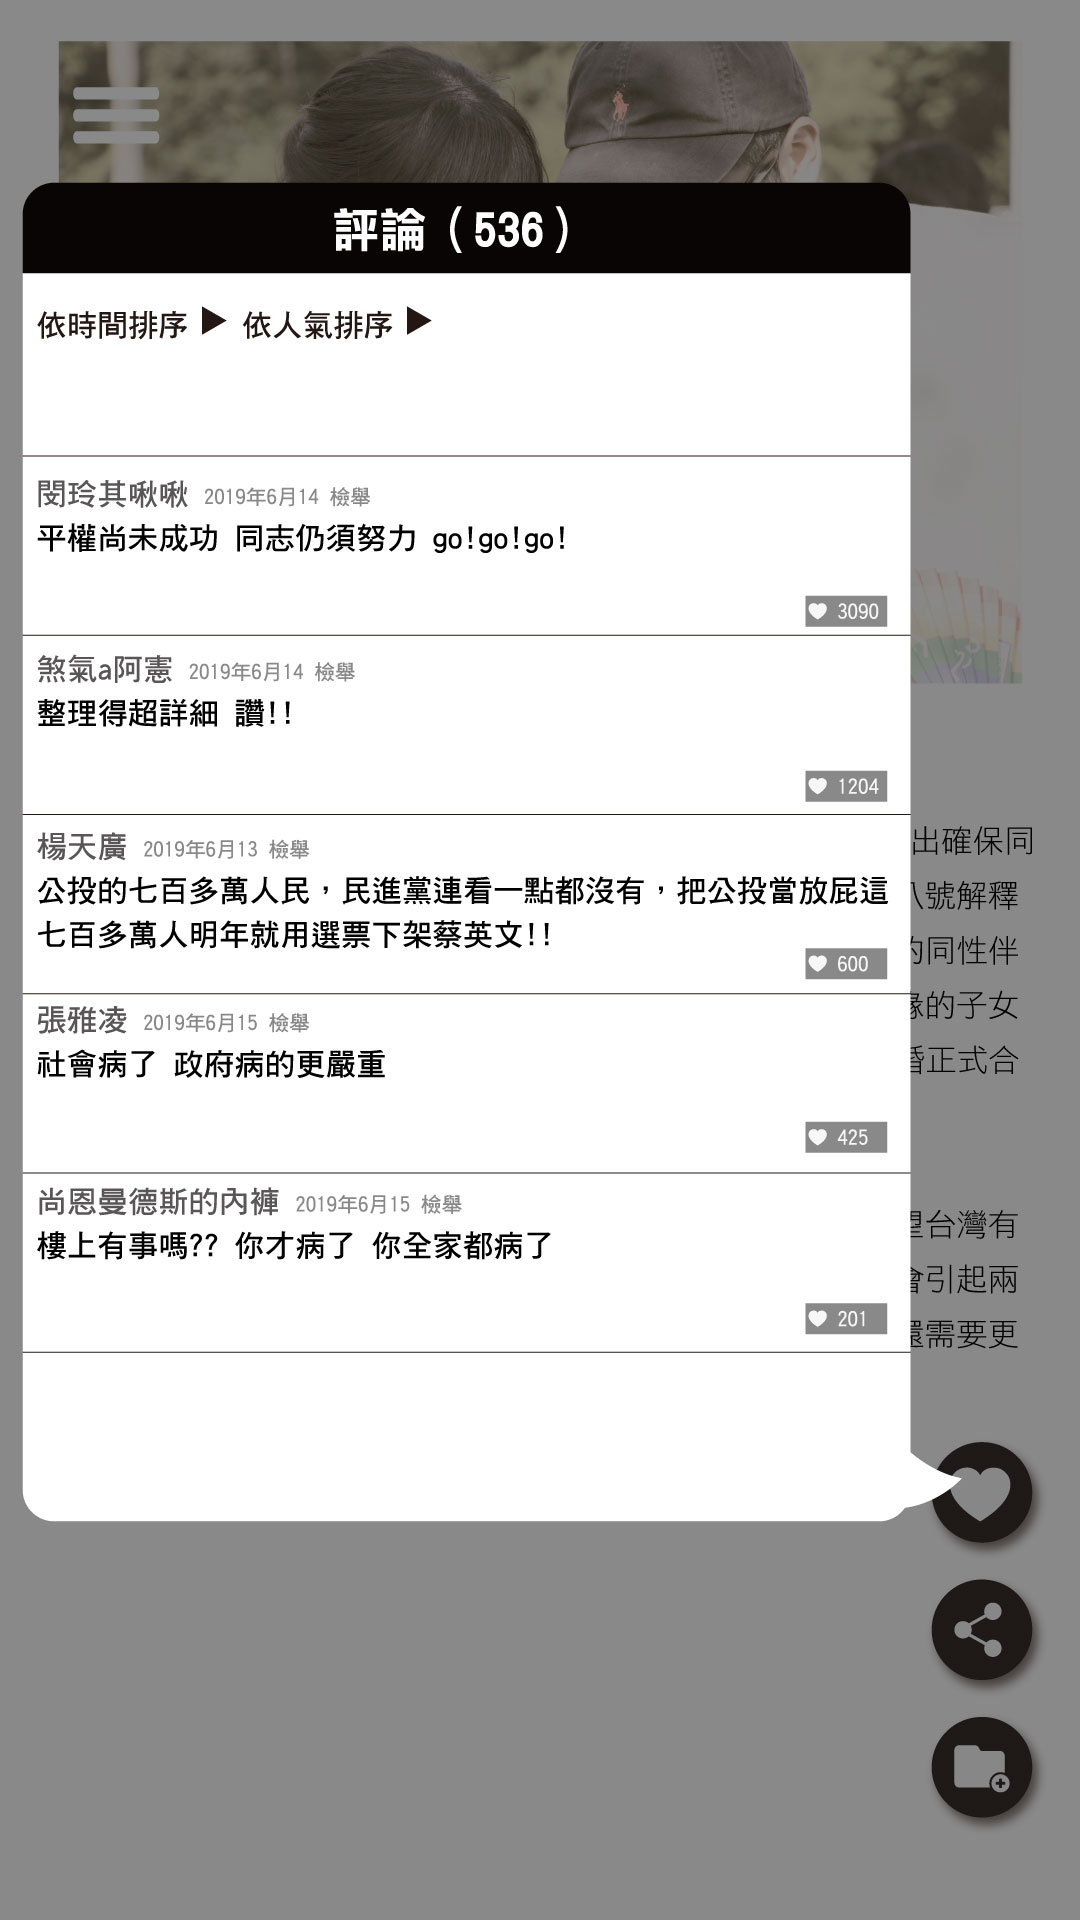 評論（536）
依時間排序 ▶ 依人氣排序 ▶
閔玲其啾啾 2019年6月14 檢舉
平權尚未成功 同志仍須努力 go!go!go!
3090
煞氣a阿憲 2019年6月14 檢舉
整理得超詳細 讚!!
1204
楊天廣 2019年6月13 檢舉
公投的七百多萬人民，民進黨連看一點都沒有，把公投當放屁這
七百多萬人明年就用選票下架蔡英文!!
600
張雅凌 2019年6月15 檢舉
社會病了 政府病的更嚴重
425
尚恩曼德斯的內褲 2019年6月15 檢舉
樓上有事嗎?? 你才病了 你全家都病了
201
出確保同
八號解釋
的同性伴
緣的子女
婚正式合
望台灣有
會引起兩
還需要更